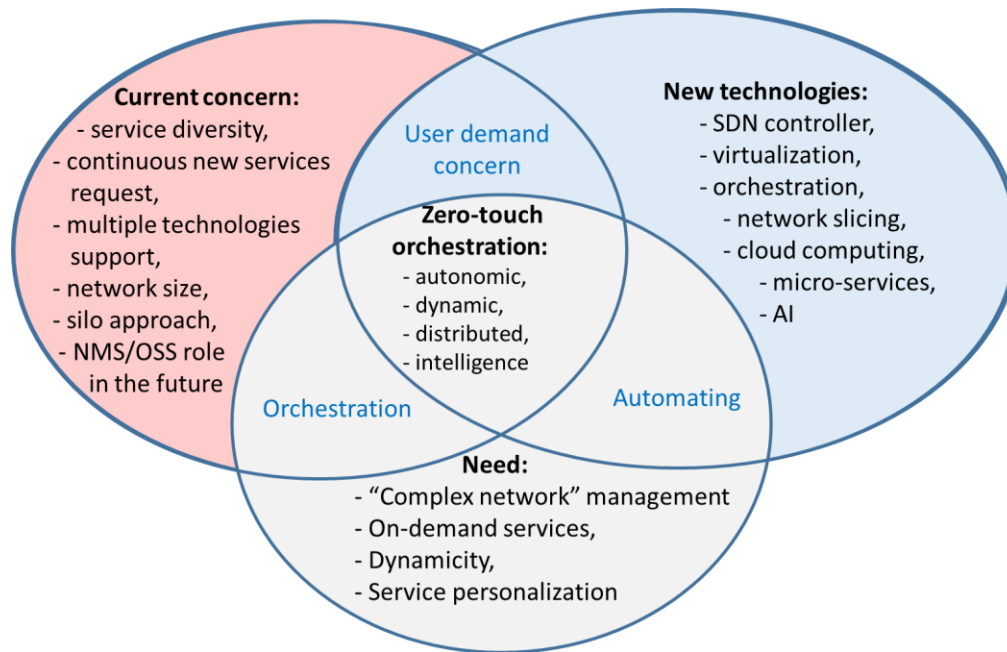 Current concern:
- service diversity,
- continuous new services
request,
- multiple technologies
support,
- network size,
- silo approach,
- NMS/OSS role
in the future
User demand
concern
New technologies:
- SDN controller,
- virtualization,
- orchestration,
- network slicing,
- cloud computing,
- micro-services,
- AI
Zero-touch
orchestration:
- autonomic,
- dynamic,
- distributed,
- intelligence
Orchestration
Automating
Need:
- “Complex network” management
- On-demand services,
- Dynamicity,
- Service personalization